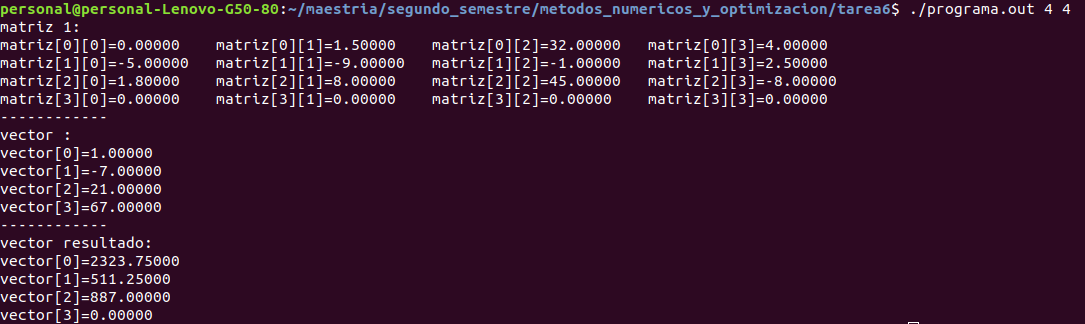 personal@personal-Lenovo-G50-80:~/maestria/segundo_semestre/metodos_numericos_y_optimizacion/tarea6$ ./programa.out 4 4
matriz 1:
matriz[0][0]=0.00000    matriz[0][1]=1.50000    matriz[0][2]=32.00000   matriz[0][3]=4.00000
matriz[1][0]=-5.00000   matriz[1][1]=-9.00000   matriz[1][2]=-1.00000   matriz[1][3]=2.50000
matriz[2][0]=1.80000    matriz[2][1]=8.00000    matriz[2][2]=45.00000   matriz[2][3]=-8.00000
matriz[3][0]=0.00000    matriz[3][1]=0.00000    matriz[3][2]=0.00000    matriz[3][3]=0.00000
------------
vector :
vector[0]=1.00000
vector[1]=-7.00000
vector[2]=21.00000
vector[3]=67.00000
------------
vector resultado:
vector[0]=2323.75000
vector[1]=511.25000
vector[2]=887.00000
vector[3]=0.00000